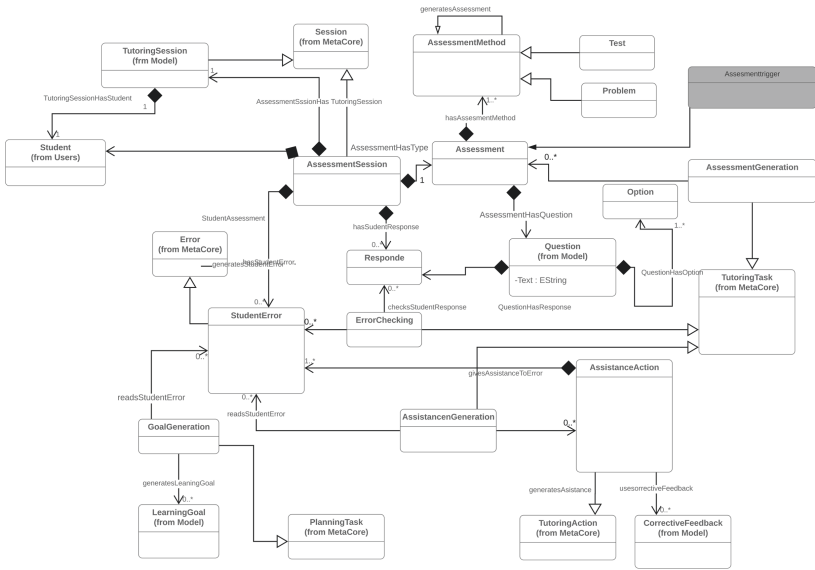 generatesAssessment
Session
(from MetaCore)
TutoringSession
(frm Model)
AssessmentMethod
Test
Problem
Assesmenttrigger
TutoringSessionHasStudent
1
1
AssessmentSssionHas TutoringSession
1..*
hasAssesmentMethod
1
Student
(from Users)
AssessmentHasType
Assessment
0..*
AssessmentGeneration
AssessmentSession
1
Option
StudentAssessment
AssessmentHasQuestion
hasSudentResponse
1..*
Error
(from MetaCore)
hasStudentError
generatesStudentError
0..*
Responde
Question
(from Model)
-Text : EString
QuestionHasOption
TutoringTask
(from MetaCore)
0..*
0..*
checksStudentResponse
QuestionHasResponse
StudentError
0..*
ErrorChecking
0..*
1..*
givesAssistanceToError
AssistanceAction
readsStudentError
0..*
readsStudentError
GoalGeneration
AssistancenGeneration
0..*
generatesLeaningGoal
0..*
generatesAsistance
usesorrectiveFeedback
0..*
LearningGoal
(from Model)
PlanningTask
(from MetaCore)
TutoringAction
(from MetaCore)
CorrectiveFeedback
(from Model)